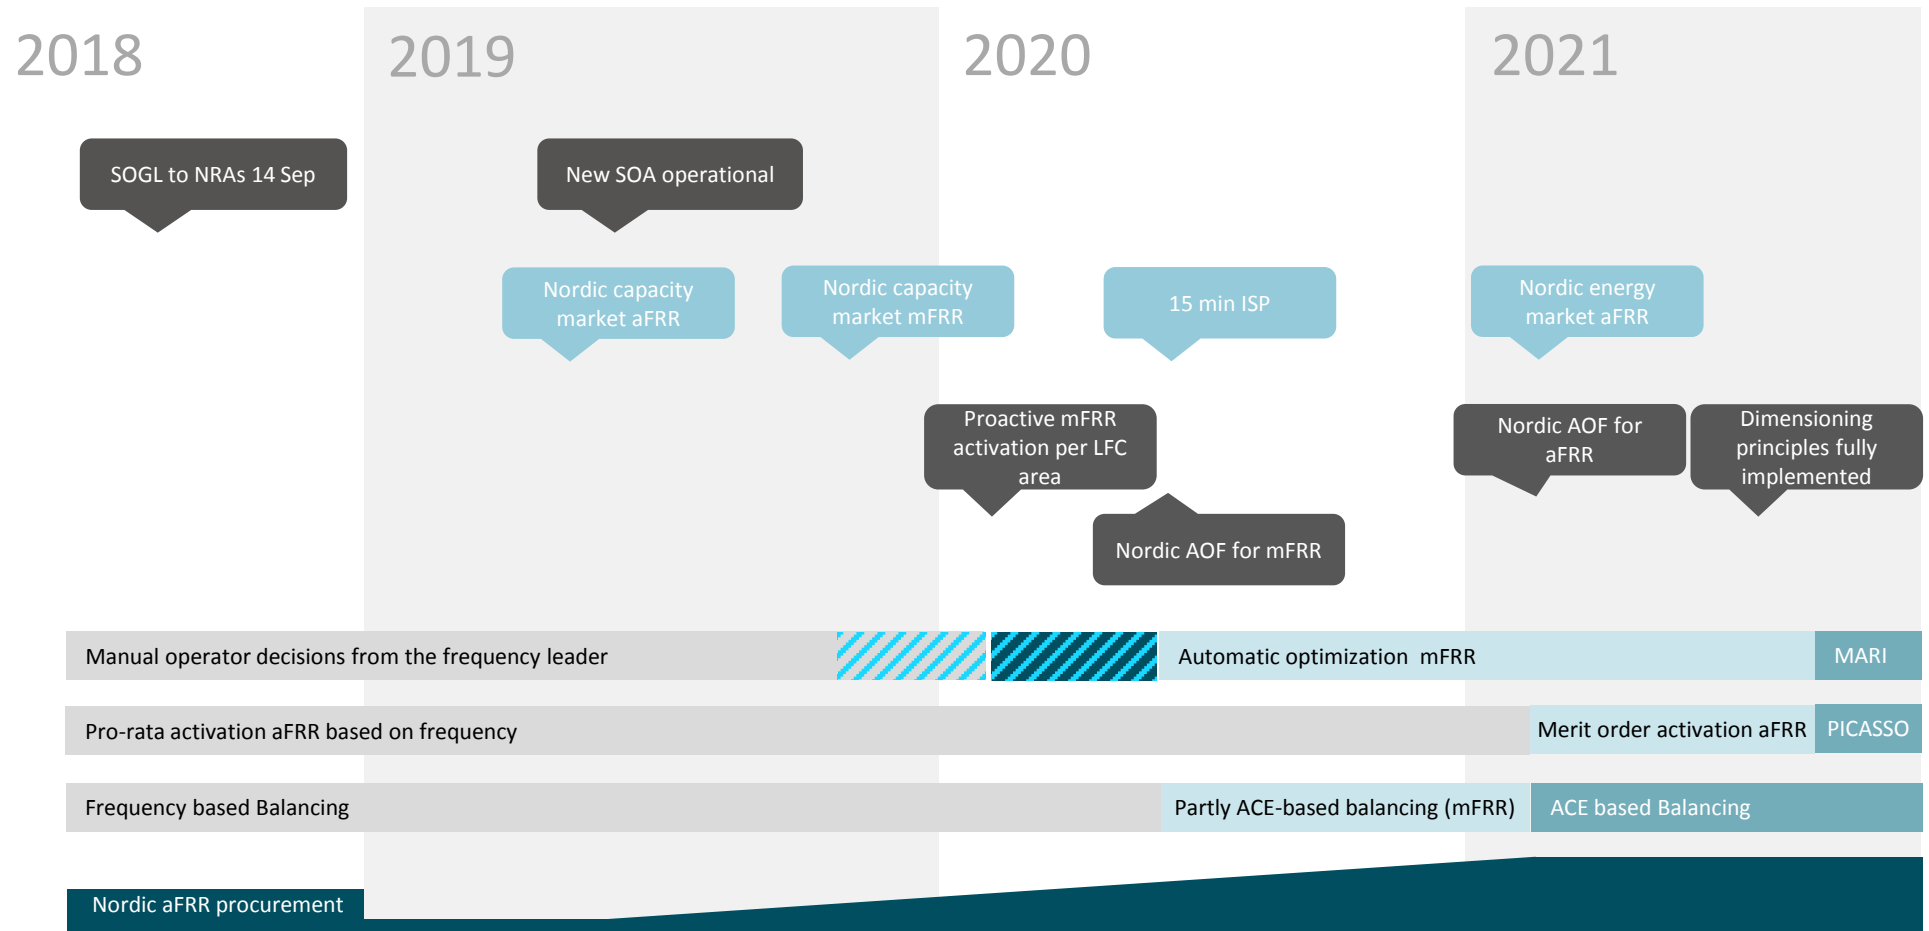 2018
2019
2020
2021
SOGL to NRAs 14 Sep
New SOA operational
Nordic capacity
market aFRR
Nordic capacity
market mFRR
15 min ISP
Nordic energy
market aFRR
Proactive mFRR
activation per LFC
area
Nordic AOF for
aFRR
Dimensioning
principles fully
implemented
Nordic AOF for mFRR
Manual operator decisions from the frequency leader
Automatic optimization mFRR
MARI
Pro-rata activation aFRR based on frequency
Merit order activation aFRR
PICASSO
Frequency based Balancing
Partly ACE-based balancing (mFRR)
ACE based Balancing
Nordic aFRR procurement